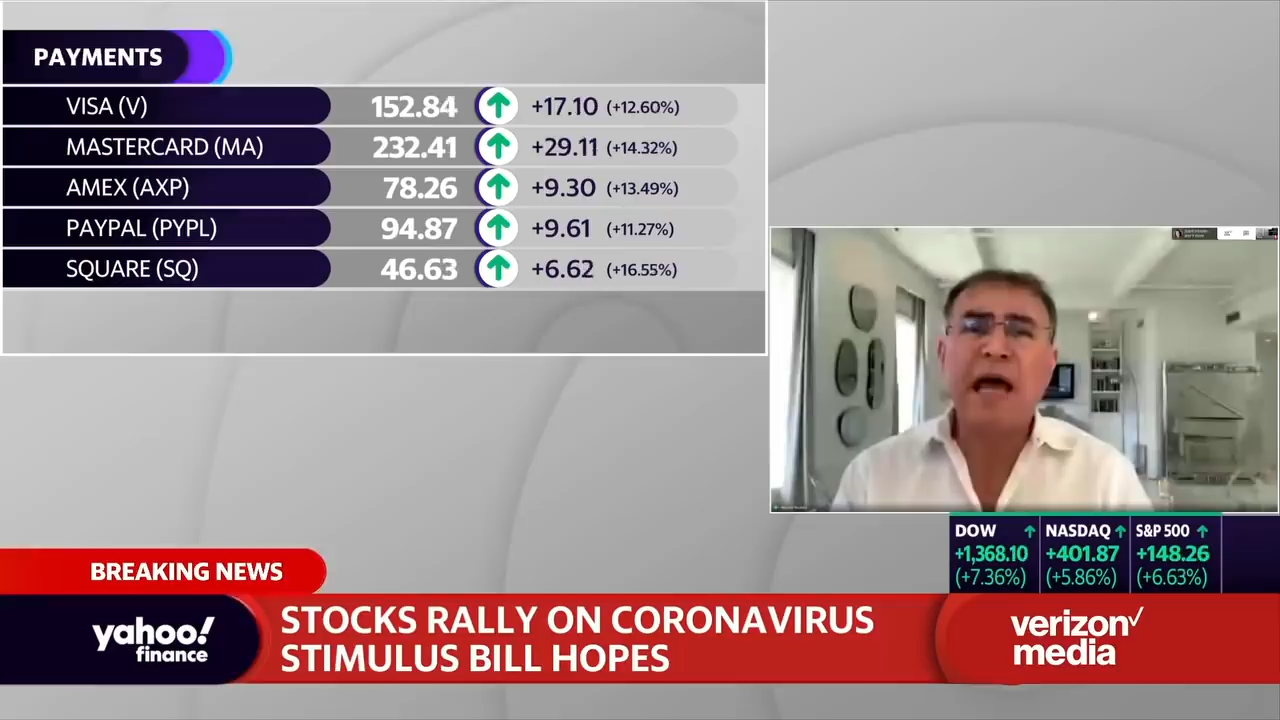 PAYMENTS
VISA (V) 152.84 +17.10 (+12.60%)
MASTERCARD (MA) 232.41 +29.11 (+14.32%)
AMEX (AXP) 78.26 +9.30 (+13.49%)
PAYPAL (PYPL) 94.87 +9.61 (+11.27%)
SQUARE (SQ) 46.63 +6.62 (+16.55%)
DOW NASDAQ S&P 500
+1,368.10 +401.87 +148.26
(+7.36%) (+5.86%) (+6.63%)
BREAKING NEWS
yahoo!
finance
STOCKS RALLY ON CORONAVIRUS
STIMULUS BILL HOPES
verizon
media